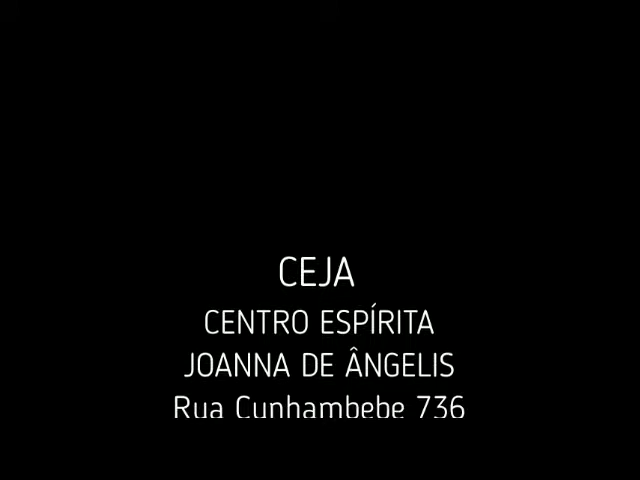 CEJA
CENTRO ESPÍRITA
JOANNA DE ÂNGELIS
Rua Cunhambebe 736